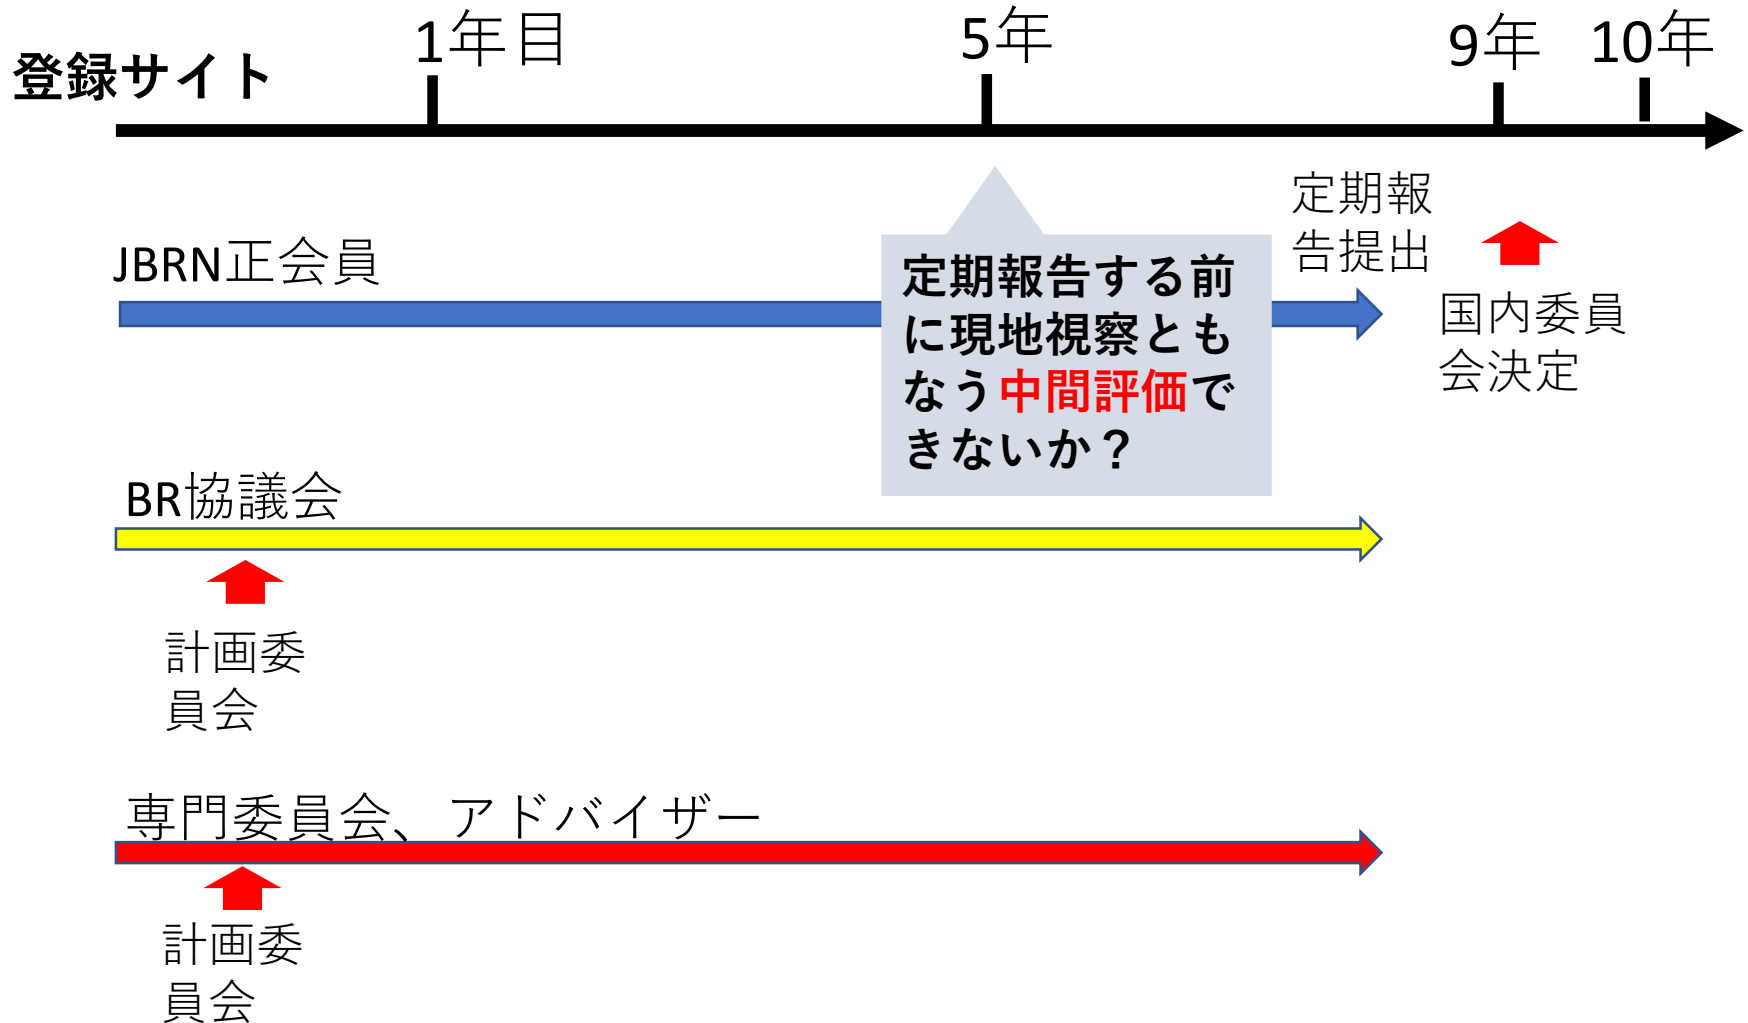 登録サイト
1年目
5年
9年
10年
JBRN正会員
定期報告する前
に現地視察とも
なう中間評価で
きないか？
定期報
告提出
国内委員
会決定
BR協議会
計画委
員会
専門委員会、アドバイザー
計画委
員会